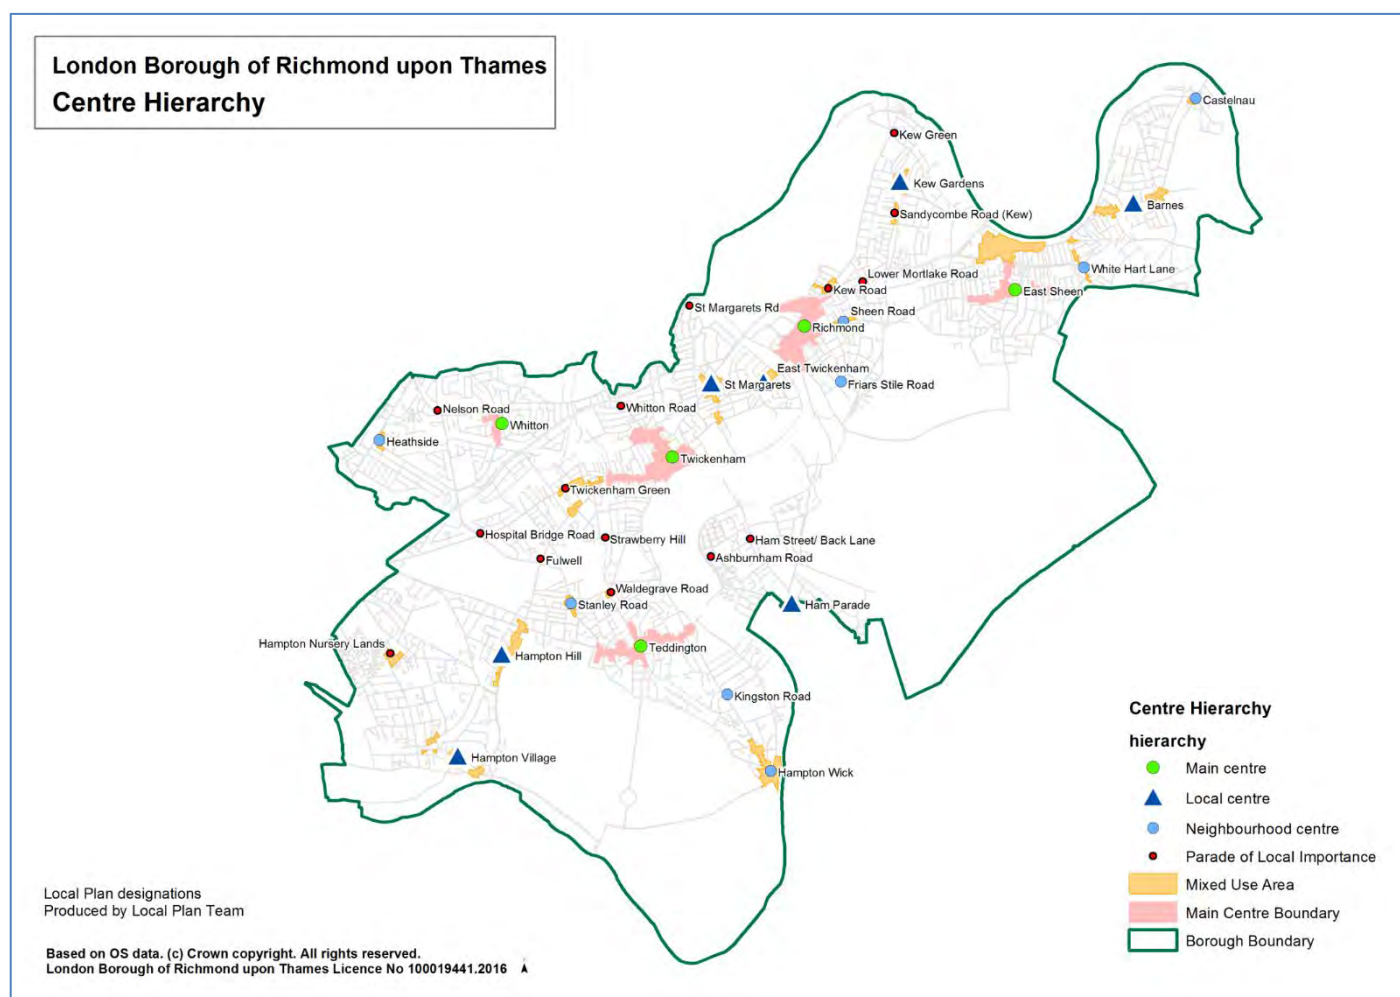 London Borough of Richmond upon Thames
Centre Hierarchy
Castelnau
Kew Green
Kew Gardens
Barnes
Sandycombe Road (Kew)
White Hart Lane
Lower Mortlake Road
Kew Road
East Sheen
St Margarets Rd
Sheen Road
Richmond
East Twickenham
St Margarets
Friars Stile Road
Nelson Road
Whitton Road
Whitton
Heathside
Twickenham
Twickenham Green
Hospital Bridge Road
Strawberry Hill
Ham Street/ Back Lane
Fulwell
Ashburnham Road
Waldegrave Road
Stanley Road
Ham Parade
Hampton Nursery Lands
Hampton Hill
Teddington
Kingston Road
Hampton Village
Hampton Wick
Centre Hierarchy
hierarchy
Main centre
Local centre
Neighbourhood centre
Parade of Local Importance
Mixed Use Area
Main Centre Boundary
Borough Boundary
Local Plan designations
Produced by Local Plan Team
Based on OS data. (c) Crown copyright. All rights reserved.
London Borough of Richmond upon Thames Licence No 100019441.2016